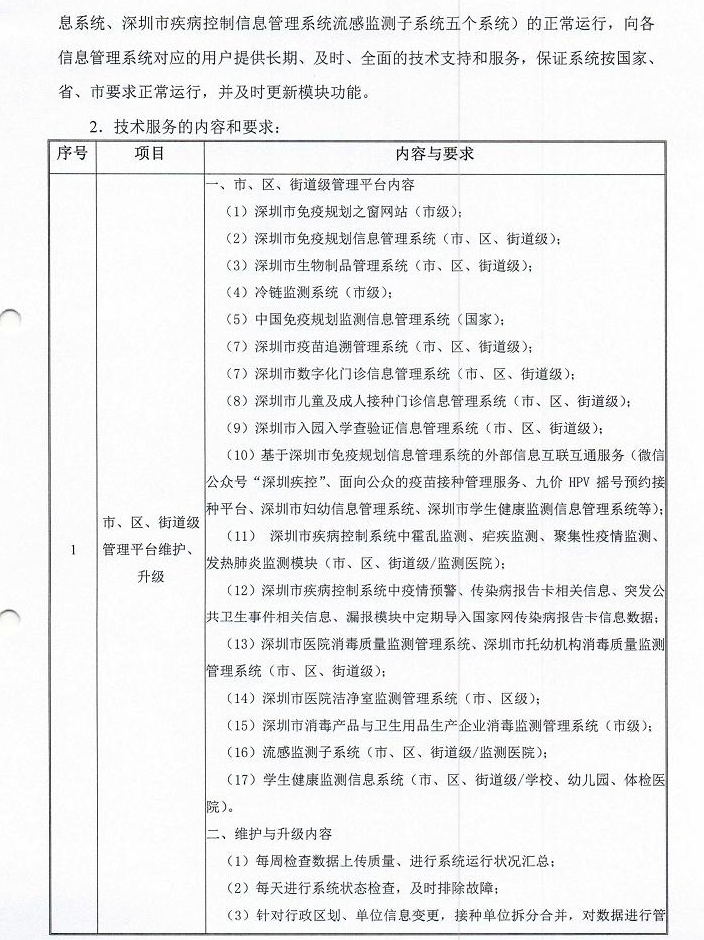 息系统、深圳市疾病控制信息管理系统流感监测子系统五个系统）的正常运行，向各
信息管理系统对应的用户提供长期、及时、全面的技术支持和服务，保证系统按国家、
省、市要求正常运行，并及时更新模块功能。
2．技术服务的内容和要求：
序号 项目 内容与要求
1
市、区、街道级
管理平台维护、
升级
一、市、区、街道级管理平台内容
（1）深圳市免疫规划之窗网站（市级）；
（2）深圳市免疫规划信息管理系统（市、区、街道级）；
（3）深圳市生物制品管理系统（市、区、街道级）；
（4）冷链监测系统（市级）；
（5）中国免疫规划监测信息管理系统（国家）；
（7）深圳市疫苗追溯管理系统（市、区、街道级）；
（7）深圳市数字化门诊信息管理系统（市、区、街道级）；
（8）深圳市儿童及成人接种门诊信息管理系统（市、区、街道级）；
（9）深圳市入园入学查验证信息管理系统（市、区、街道级）；
（10）基于深圳市免疫规划信息管理系统的外部信息互联互通服务（微信
公众号“深圳疾控”、面向公众的疫苗接种管理服务、九价 HPV 摇号预约接
种平台、深圳市妇幼信息管理系统、深圳市学生健康监测信息管理系统等）；
（11） 深圳市疾病控制系统中霍乱监测、疟疾监测、聚集性疫情监测、
发热肺炎监测模块（市、区、街道级/监测医院）；
（12）深圳市疾病控制系统中疫情预警、传染病报告卡相关信息、突发公
共卫生事件相关信息、漏报模块中定期导入国家网传染病报告卡信息数据；
（13）深圳市医院消毒质量监测管理系统、深圳市托幼机构消毒质量监测
管理系统（市、区、街道级）；
（14）深圳市医院洁净室监测管理系统（市、区级）；
（15）深圳市消毒产品与卫生用品生产企业消毒监测管理系统（市级）；
（16）流感监测子系统（市、区、街道级/监测医院）；
（17）学生健康监测信息系统（市、区、街道级/学校、幼儿园、体检医
院）。
二、维护与升级内容
（1）每周检查数据上传质量、进行系统运行状况汇总；
（2）每天进行系统状态检查，及时排除故障；
（3）针对行政区划、单位信息变更，接种单位拆分合并，对数据进行管